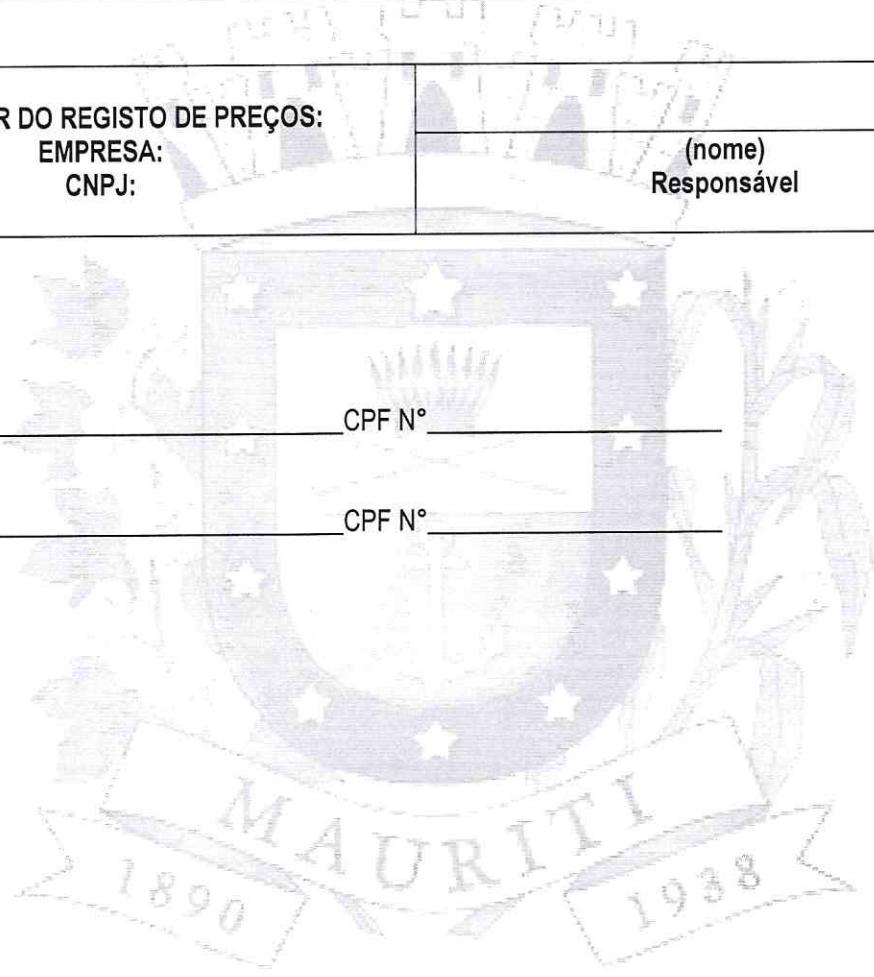 R DO REGISTO DE PREÇOS:
EMPRESA:
CNPJ:
(nome)
Responsável
CPF N°
CPF N°
MAURITI
1890
1938